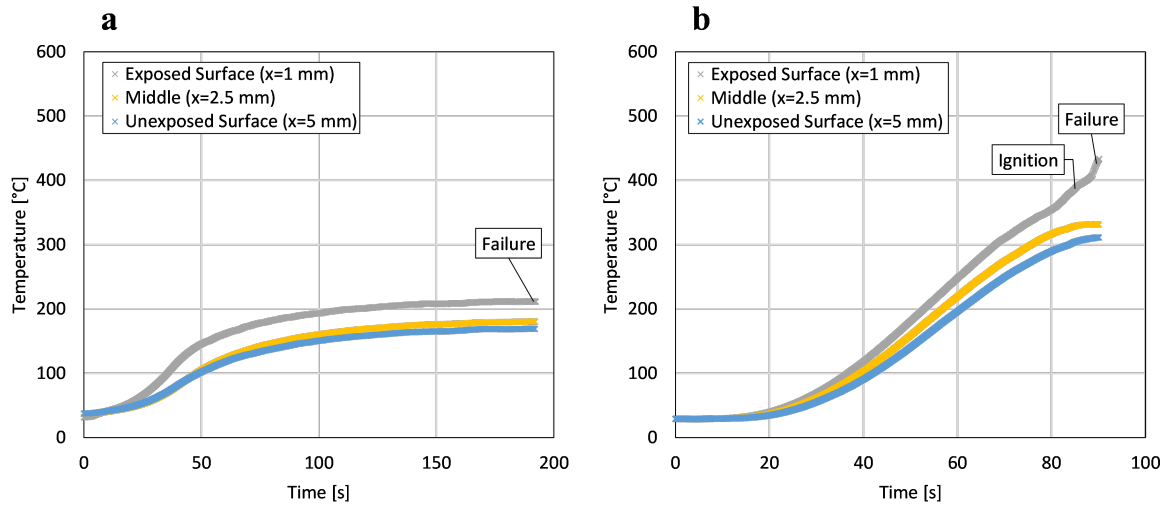 a
600
500
400
300
200
100
0
Temperature [°C]
Exposed Surface (x=1 mm)
Middle (x=2.5 mm)
Unexposed Surface (x=5 mm)
Failure
0 50 100 150 200
Time [s]
b
600
500
400
300
200
100
0
Temperature [°C]
Exposed Surface (x=1 mm)
Middle (x=2.5 mm)
Unexposed Surface (x=5 mm)
Failure
Ignition
0 20 40 60 80 100
Time [s]